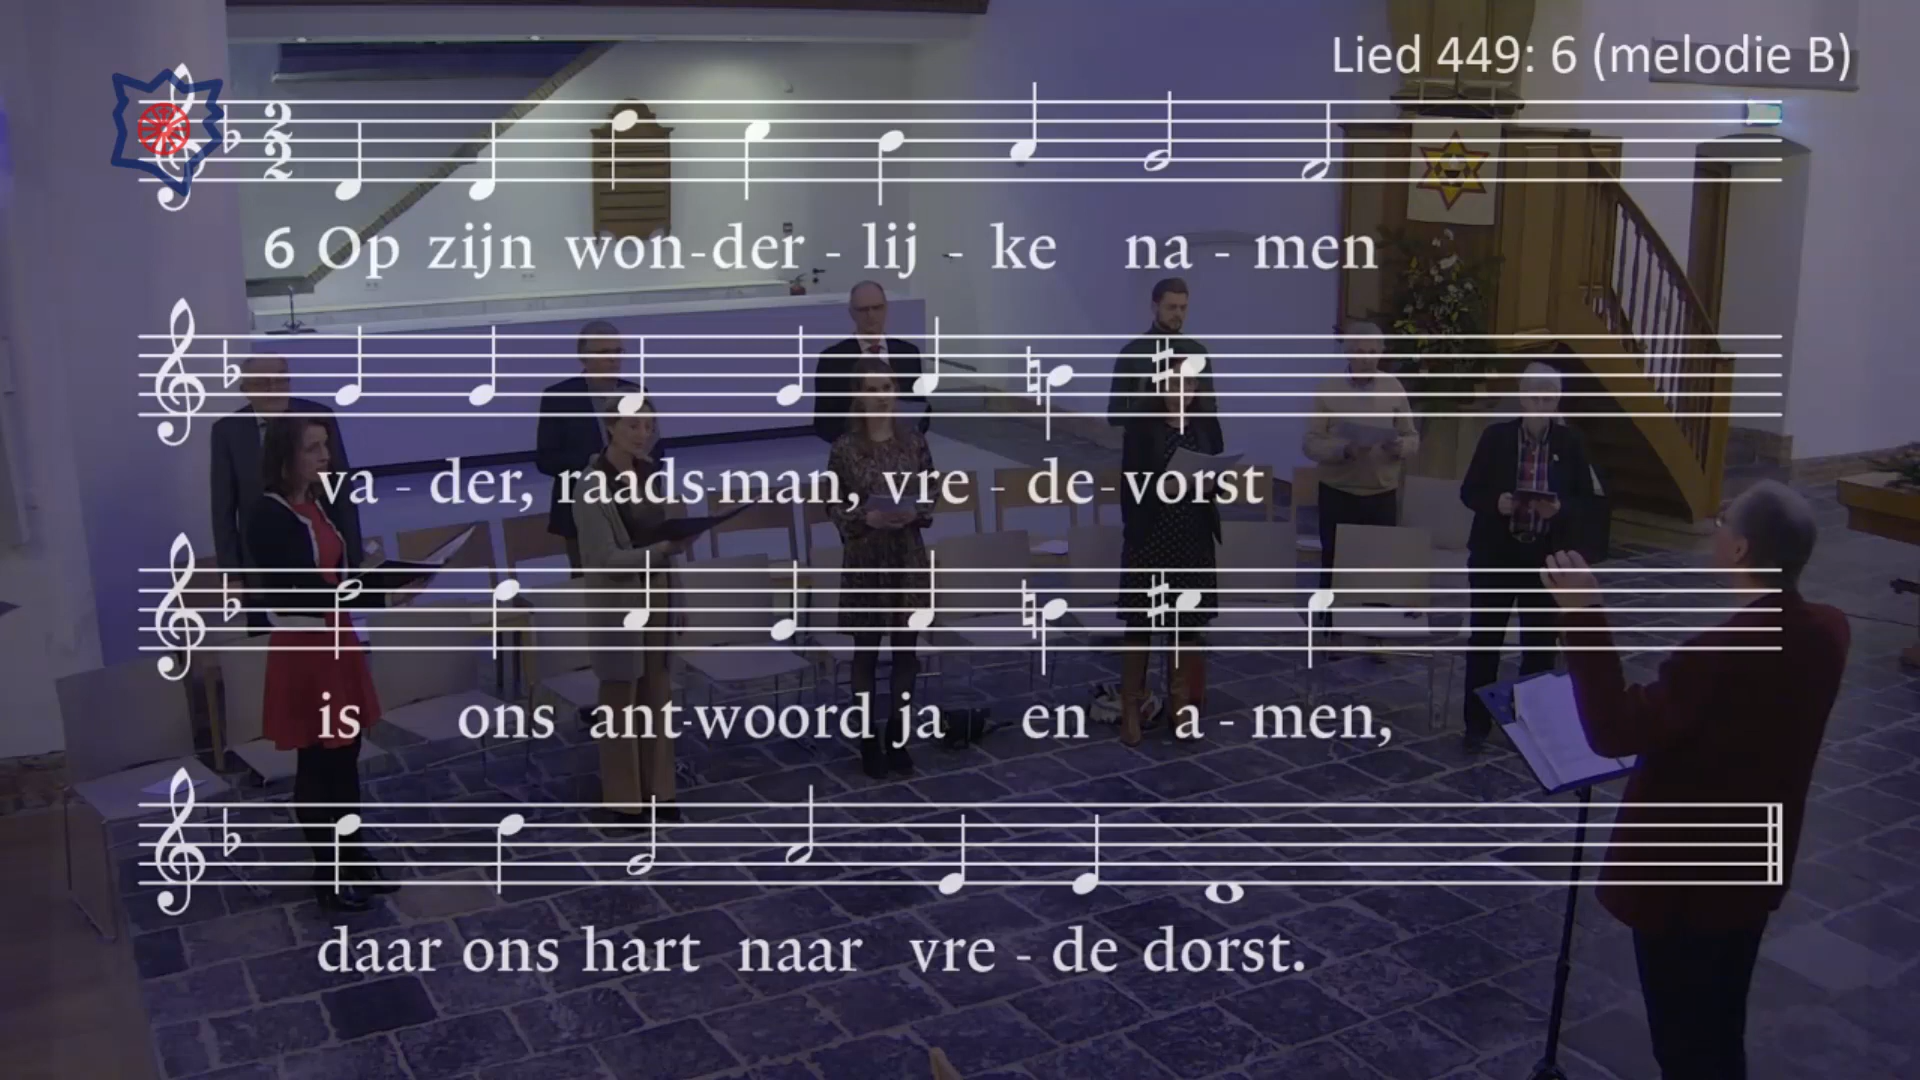 Lied 449: 6 (melodie B)
6 Op zijn won-der - lij - ke na - men
va - der, raads-man, vre - de-vorst
is ons ant-woord ja en a - men,
daar ons hart naar vre - de dorst.